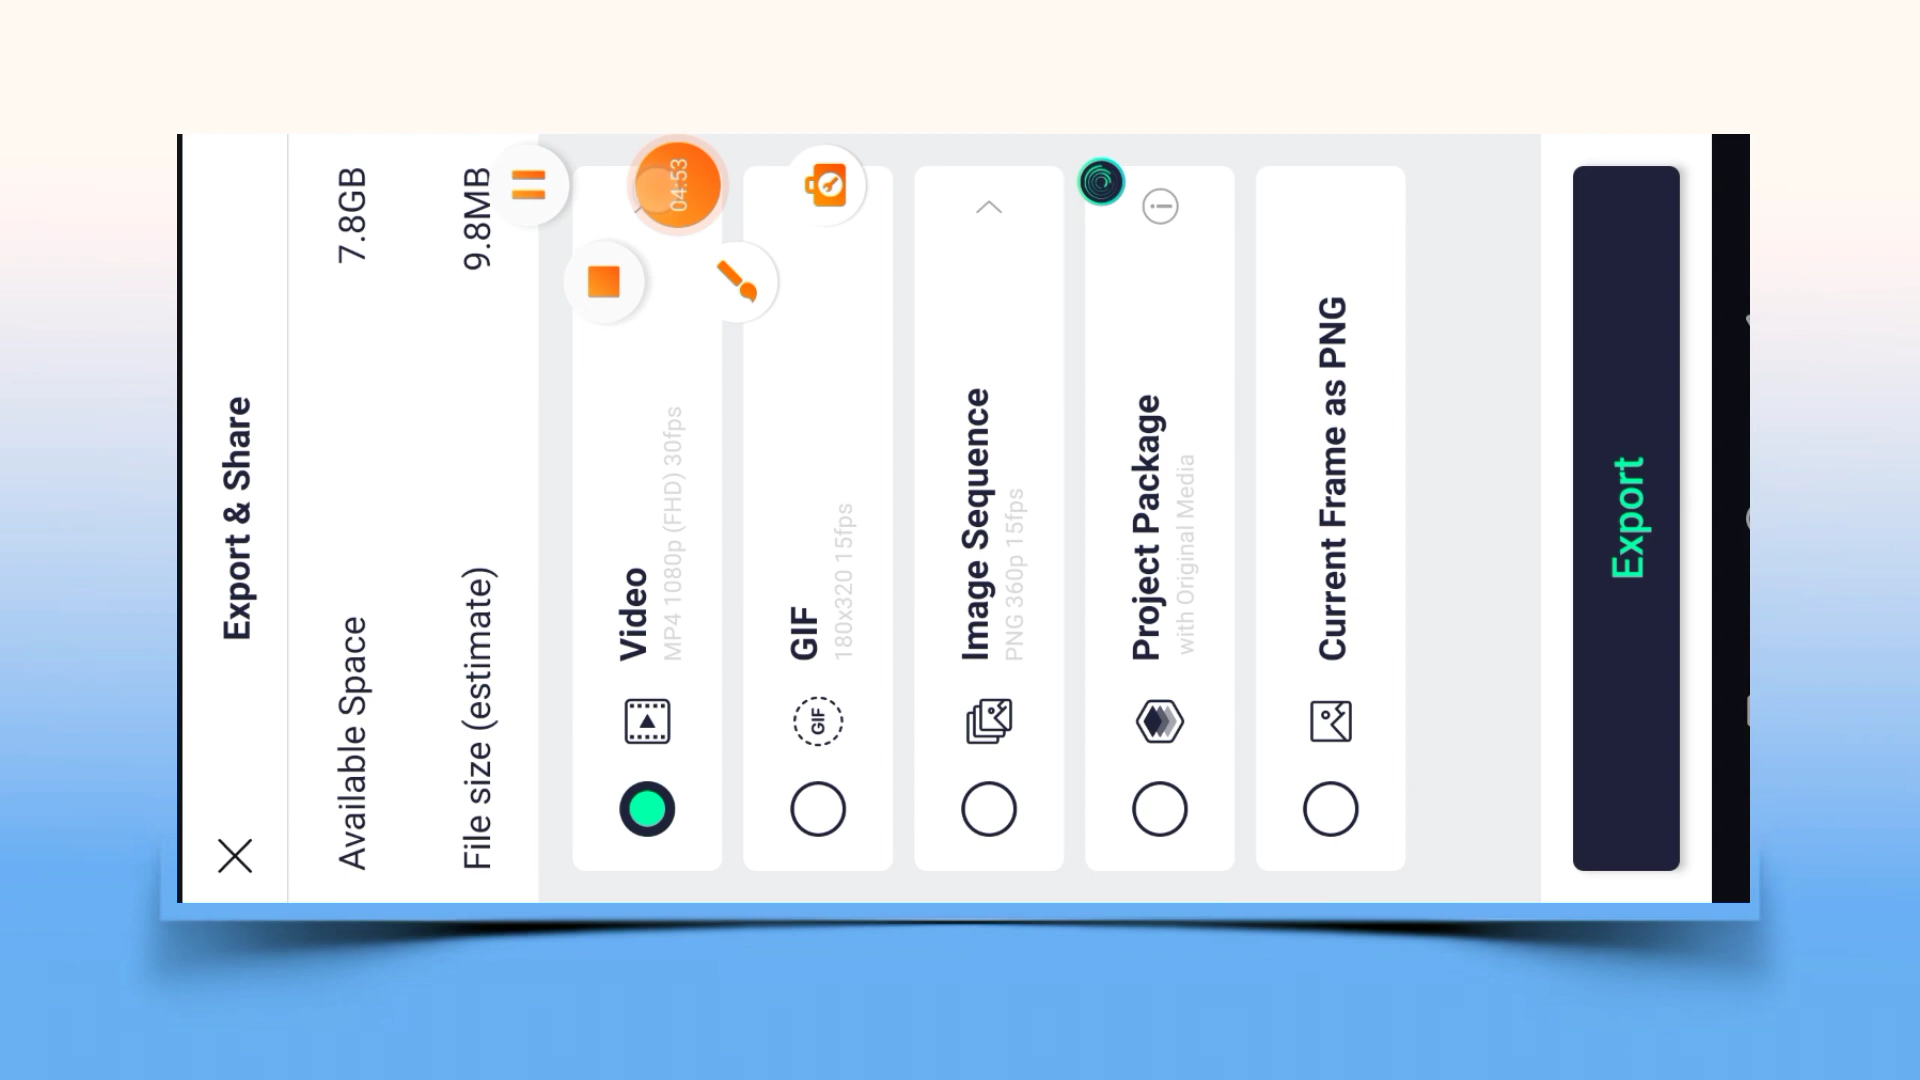 Export & Share
Available Space 7.8GB
File size (estimate) 9.8MB
04:53
Video
MP4 1080p (FHD) 30fps
GIF
GIF
180x320 15fps
Image Sequence
PNG 360p 15fps
Project Package
with Original Media
Current Frame as PNG
Export